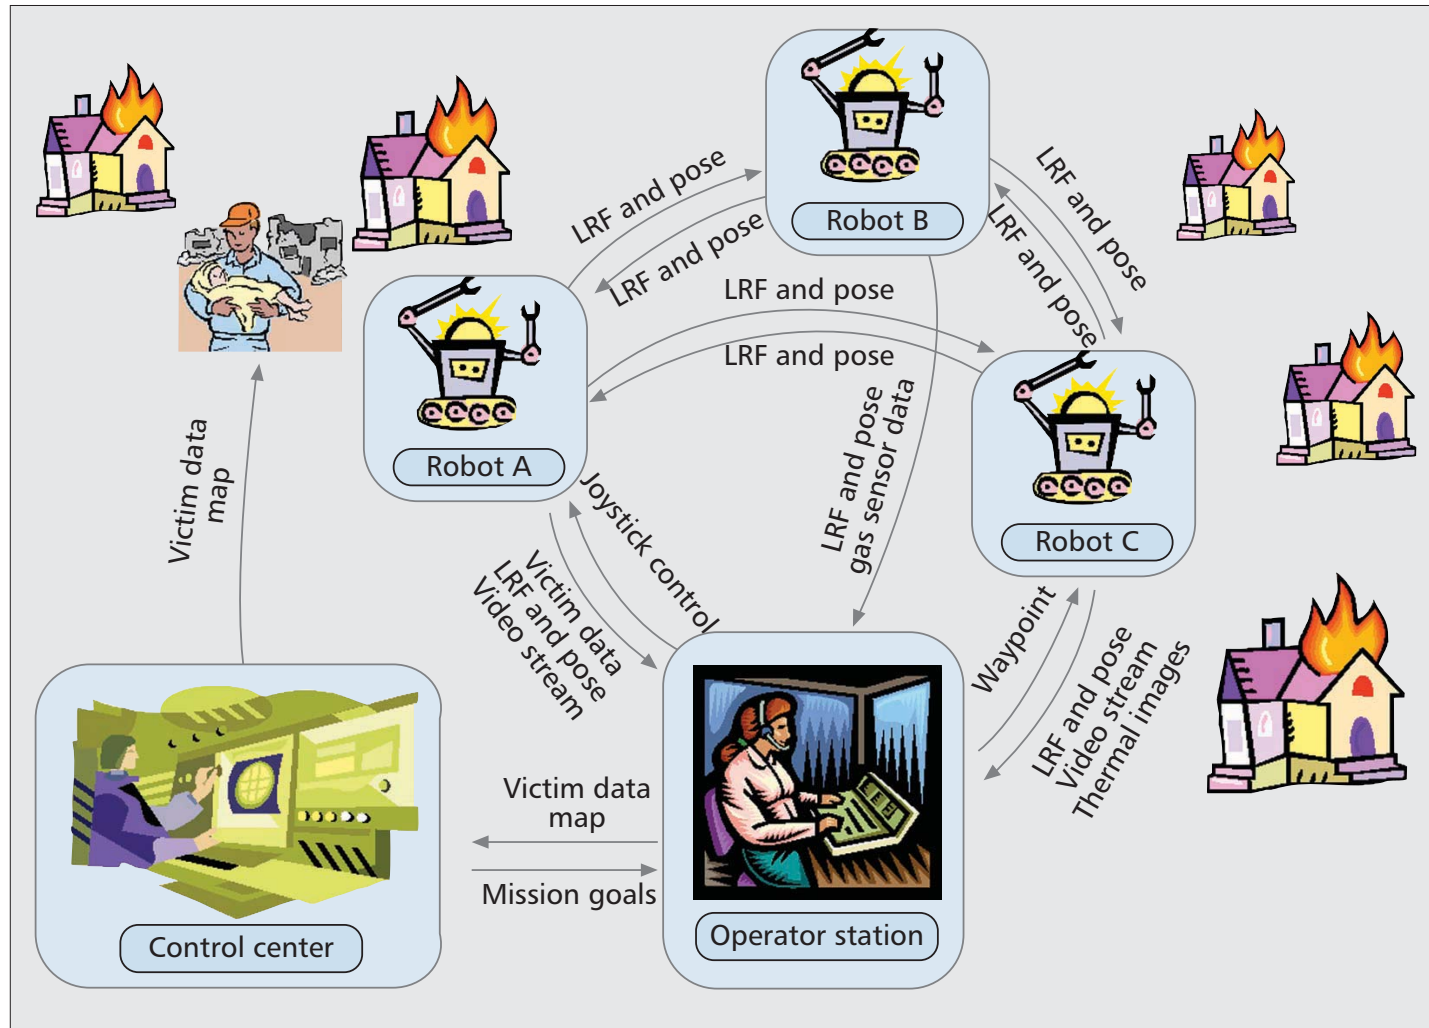 LRF and pose
LRF and pose
Robot B
LRF and pose
LRF and pose
LRF and pose
LRF and pose
Robot A
Robot C
Victim data
map
Joystick control
Victim data
LRF and pose
Video stream
LRF and pose
gas sensor data
Waypoint
LRF and pose
Video stream
Thermal images
Victim data
map
Mission goals
Control center
Operator station